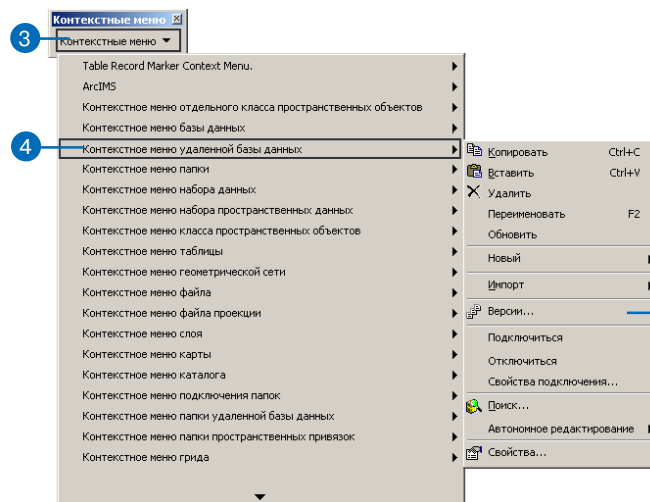 Контекстные меню
3
Контекстные меню
Table Record Marker Context Menu.
ArcIMS
Контекстное меню отдельного класса пространственных объектов
Контекстное меню базы данных
4
Контекстное меню удаленной базы данных
Контекстное меню папки
Контекстное меню набора данных
Контекстное меню набора пространственных данных
Контекстное меню класса пространственных объектов
Контекстное меню таблицы
Контекстное меню геометрической сети
Контекстное меню файла
Контекстное меню файла проекции
Контекстное меню слоя
Контекстное меню карты
Контекстное меню каталога
Контекстное меню подключения папок
Контекстное меню папки удаленной базы данных
Контекстное меню папки пространственных привязок
Контекстное меню грида
Копировать Ctrl+C
Вставить Ctrl+V
Удалить
Переименовать F2
Обновить
Новый
Импорт
Версии...
Подключиться
Отключиться
Свойства подключения...
Поиск...
Автономное редактирование
Свойства...